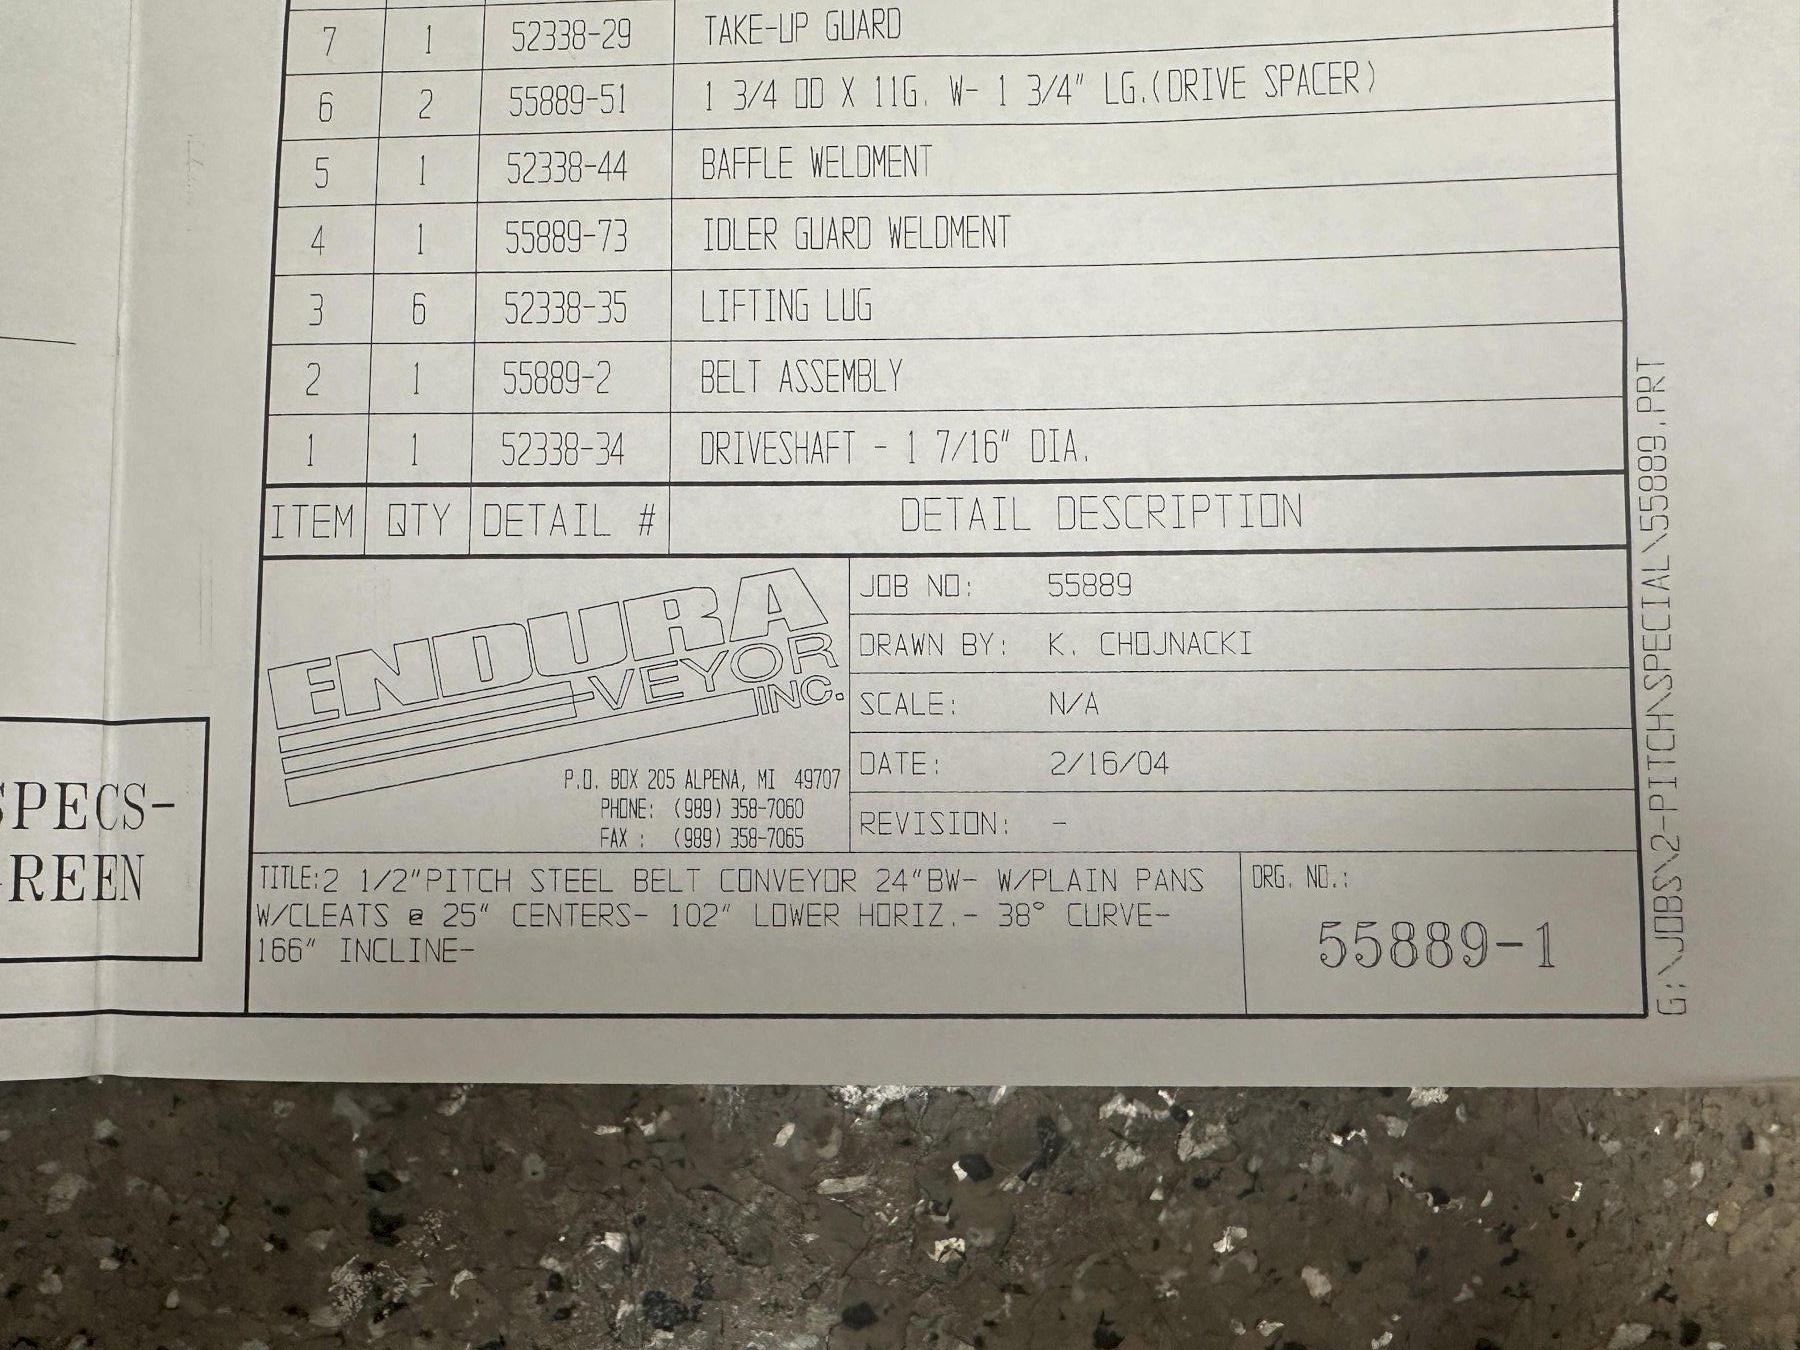 7 1 52338-29 TAKE-UP GUARD
6 2 55889-51 1 3/4 OD X 11G. W- 1 3/4" LG.(DRIVE SPACER)
5 1 52338-44 BAFFLE WELDMENT
4 1 55889-73 IDLER GUARD WELDMENT
3 6 52338-35 LIFTING LUG
2 1 55889-2 BELT ASSEMBLY
1 1 52338-34 DRIVESHAFT - 1 7/16" DIA.
ITEM QTY DETAIL # DETAIL DESCRIPTION
ENDURA
-VEYOR
INC.
P.O. BOX 205 ALPENA, MI 49707
PHONE: (989) 358-7060
FAX : (989) 358-7065
JOB NO: 55889
DRAWN BY: K. CHOJNACKI
SCALE: N/A
DATE: 2/16/04
REVISION: -
TITLE:2 1/2"PITCH STEEL BELT CONVEYOR 24"BW- W/PLAIN PANS
W/CLEATS @ 25" CENTERS- 102" LOWER HORIZ.- 38° CURVE-
166" INCLINE-
DRG. NO.:
55889-1
G:\JOBS\2-PITCH\SPECIAL\55889.PRT
SPECS-
REEN